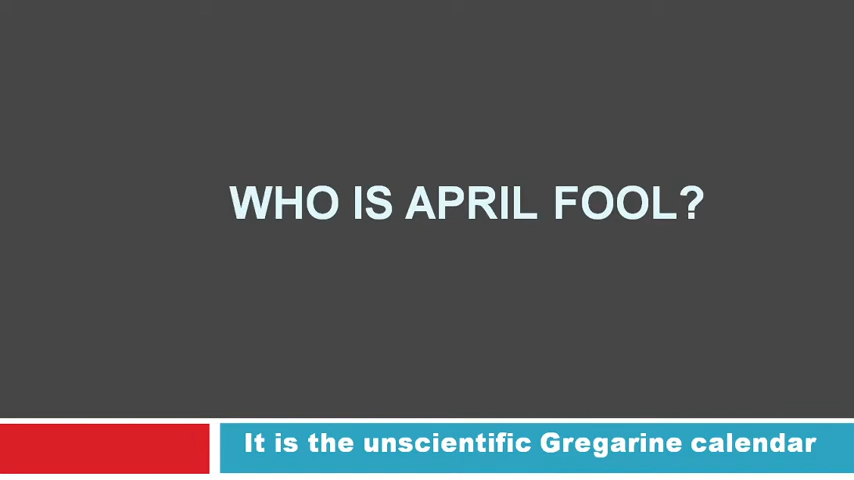 WHO IS APRIL FOOL?
It is the unscientific Gregarine calendar